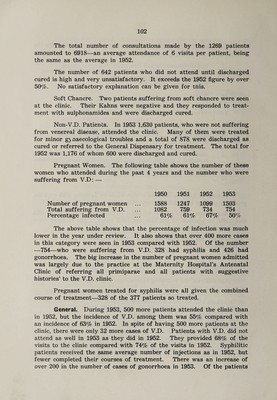 102
The total number of consultations made by the 1269 patients
amounted to 6918—an average attendance of 6 visits per patient, being
the same as the average in 1952.
The number of 642 who did not attend until discharged
cured is high and very unsatisfactory. It exceeds the 1952 figure by over
50%. No satisfactory explanation can be given for this.
Soft Chancre. Two patients suffering from soft chancre were seen
at the clinic. Their Kahns were negative and they responded to treat-
ment with sulphonamides and were discharged cured.
Non-V.D. Patients. In 1953 1,630 patients, who were not suffering
from venereal disease, attended the clinic. Many of them were treated
for minor gynaecological troubles and a total of 878 were discharged as
cured or referred to the General Dispensary for treatment. The total for
1952 was 1,176 of whom 600 were discharged and cured.
Pregnant Women. The following table shows the number of these
women who attended during the past 4 years and the number who were
suffering from V.D:—
1950 1951 1952 1953
Number of pregnant women ... 1588 1247 1099 1503
Total suffering from V.D. ... 1082 759 734 754
Percentage infected ... 61% 61% 67% 50%
The above table shows that the percentage of infection was much
lower in the year under review. It also shows that over 400 more cases
in this category were seen in 1953 compared with 1952. Of the number
—754—who were suffering from V.D. 328 had syphilis and 426 had
gonorrhoea. The big increase in the number of pregnant women admitted
was largely due to the practice at the Maternity Hospital's Antenatal
Clinic of referring all primiparae and all patients with suggestive
histories to the V.D. clinic.
Pregnant women treated for syphilis were all given the combined
course of treatment—328 of the 377 patients so treated.
General. During 1953, 500 more patients attended the clinic than
in 1952, but the incidence of V.D. among them was 55% compared with
an incidence of 63% in 1952. In spite of having 500 more patients at the
clinic, there were only 32 more cases of V.D. Patients with V.D. did not
attend as well in 1953 as they did in 1952. They provided 68% of the
visits to the clinic compared with 74% of the visits in 1952. Syphilitic
patients received the same average number of injections as in 1952, but
fewer completed their courses of treatment. There was an increase of
over 200 in the number of cases of gonorrhoea in 1953. Of the patients